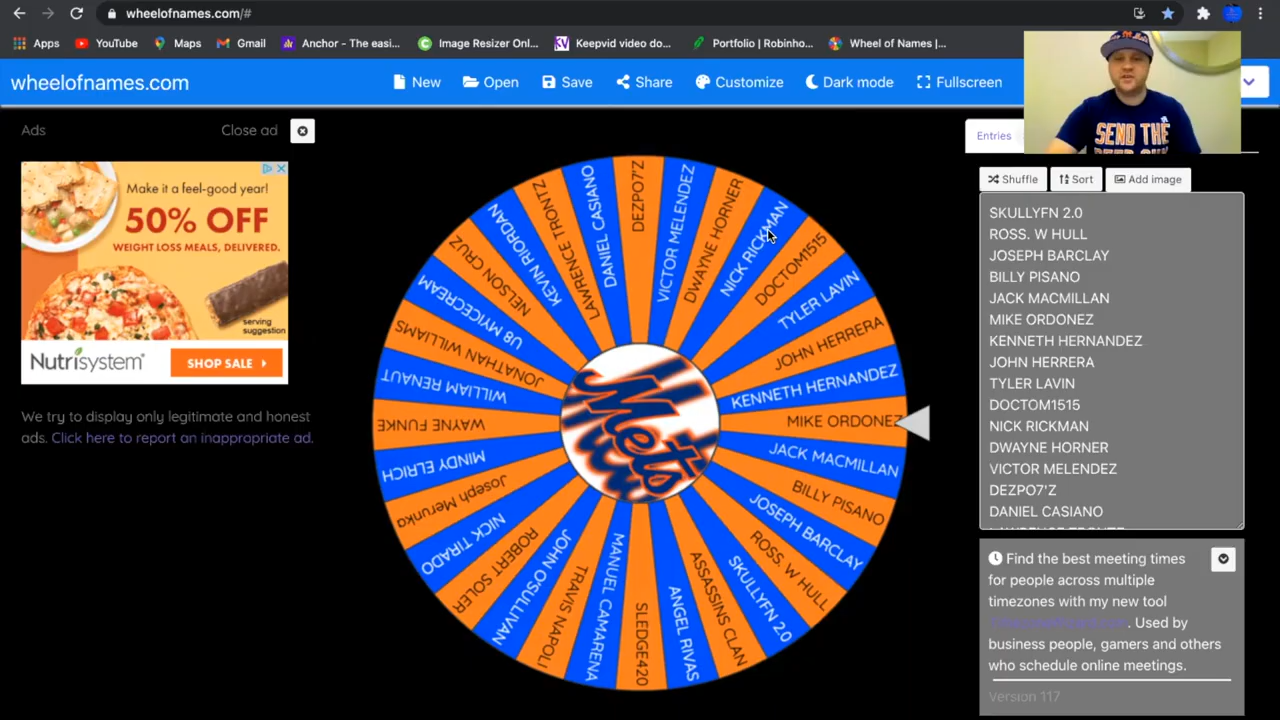 wheelofnames.com/#
Apps YouTube Maps Gmail Anchor - The easi... Image Resizer Onl... Keepvid video do... Portfolio | Robinho... Wheel of Names |...
wheelofnames.com New Open Save Share Customize Dark mode Fullscreen
SEND THE
Ads Close ad
Entries
Make it a feel-good year!
50% OFF
WEIGHT LOSS MEALS, DELIVERED.
serving
suggestion
Nutrisystem SHOP SALE
We try to display only legitimate and honest
ads. Click here to report an inappropriate ad.
DEZPO7'Z
VICTOR MELENDEZ
DWAYNE HORNER
NICK RICKMAN
DOCTOM1515
TYLER LAVIN
JOHN HERRERA
KENNETH HERNANDEZ
MIKE ORDONEZ
JACK MACMILLAN
BILLY PISANO
JOSEPH BARCLAY
ROSS. W HULL
SKULLYFN 2.0
ASSASSINS CLAN
ANGEL RIVAS
SLEDGE420
MANUEL CAMARENA
TRAVIS NAPOLI
JOHN O'SULLIVAN
ROBERT SOLER
NICK TIRADO
Joseph Merunka
MINDY ELRICH
WAYNE FUNKE
WILLIAM RENAUT
JONATHAN WILLIAMS
U8 MYICECREAM
NELSON CRUZ
KEVIN RIORDAN
LAWRENCE TRONTZ
DANIEL CASIANO
Mets
Shuffle Sort Add image
SKULLYFN 2.0
ROSS. W HULL
JOSEPH BARCLAY
BILLY PISANO
JACK MACMILLAN
MIKE ORDONEZ
KENNETH HERNANDEZ
JOHN HERRERA
TYLER LAVIN
DOCTOM1515
NICK RICKMAN
DWAYNE HORNER
VICTOR MELENDEZ
DEZPO7'Z
DANIEL CASIANO
LAWRENCE TRONTZ
Find the best meeting times
for people across multiple
timezones with my new tool
. Used by
business people, gamers and others
who schedule online meetings.
Version 117